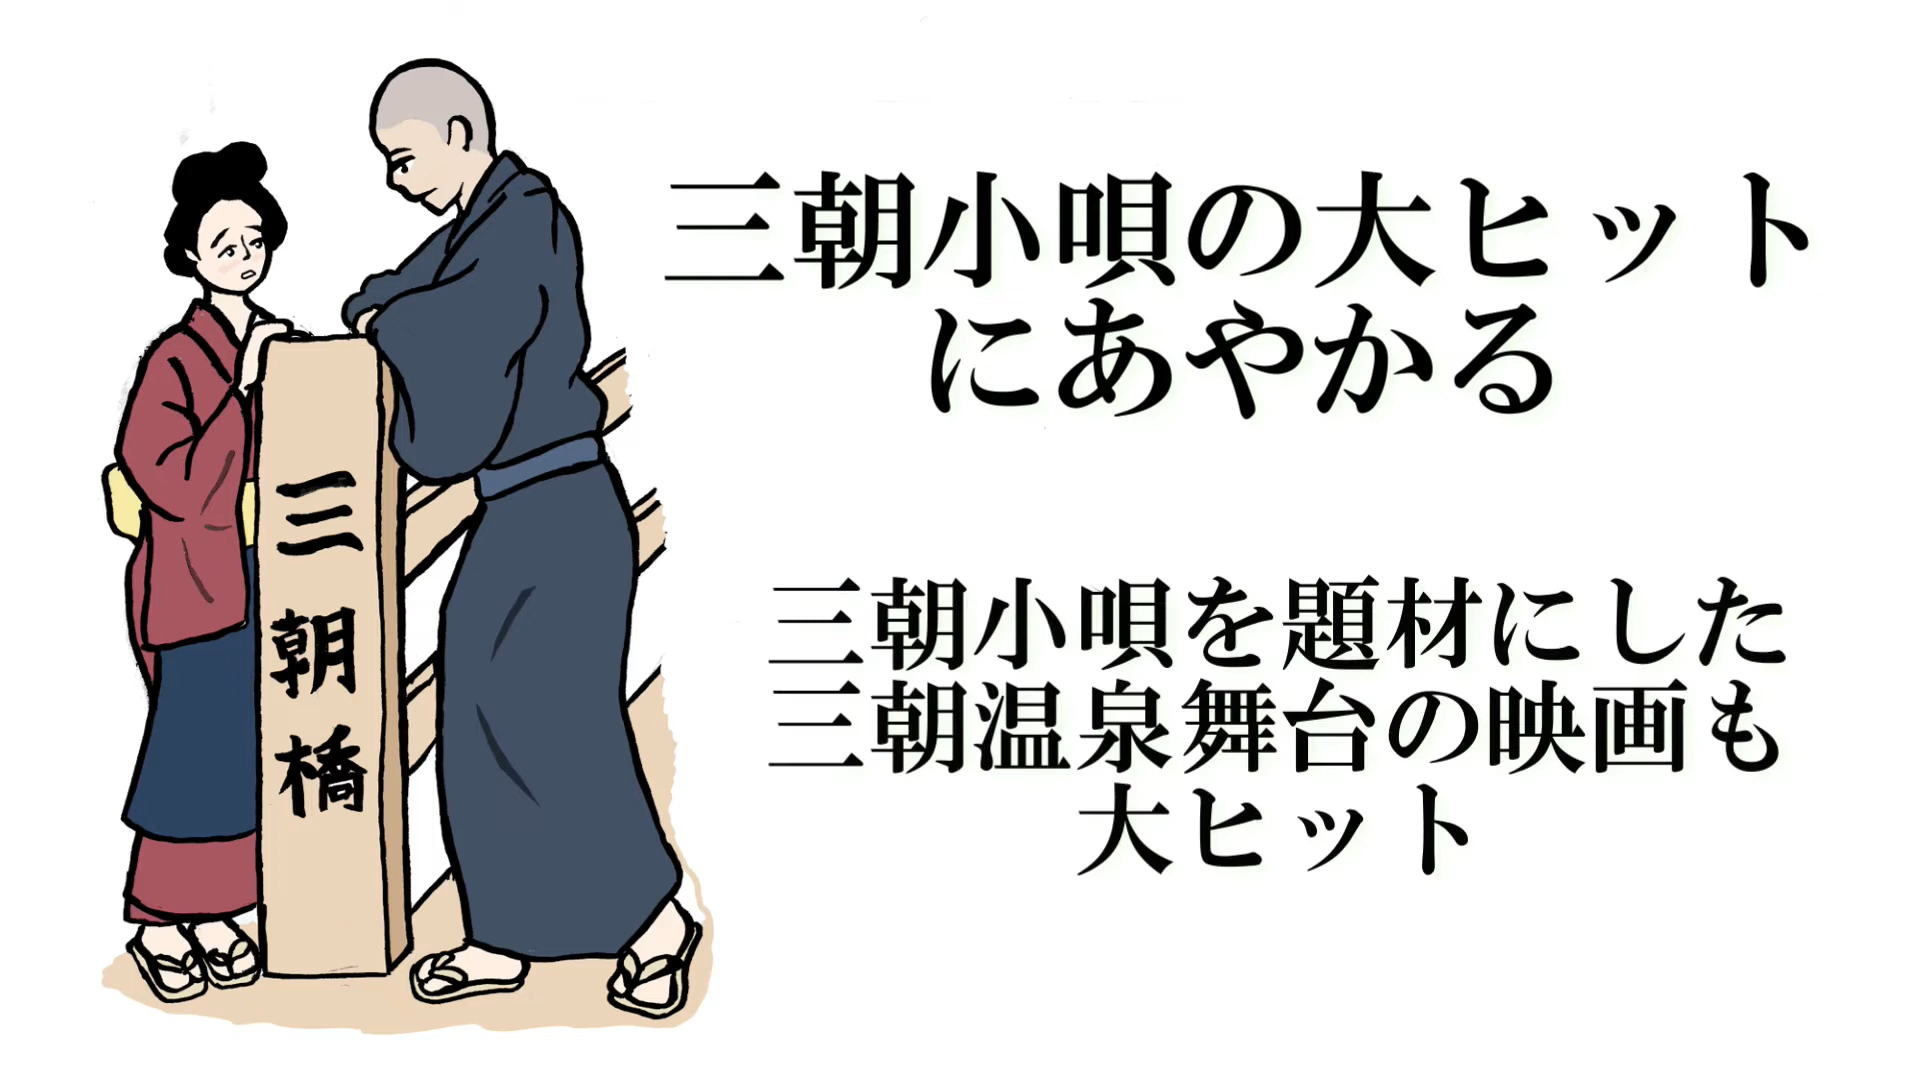 三朝小唄の大ヒット
にあやかる
三朝小唄を題材にした
三朝温泉舞台の映画も
大ヒット
三朝橋